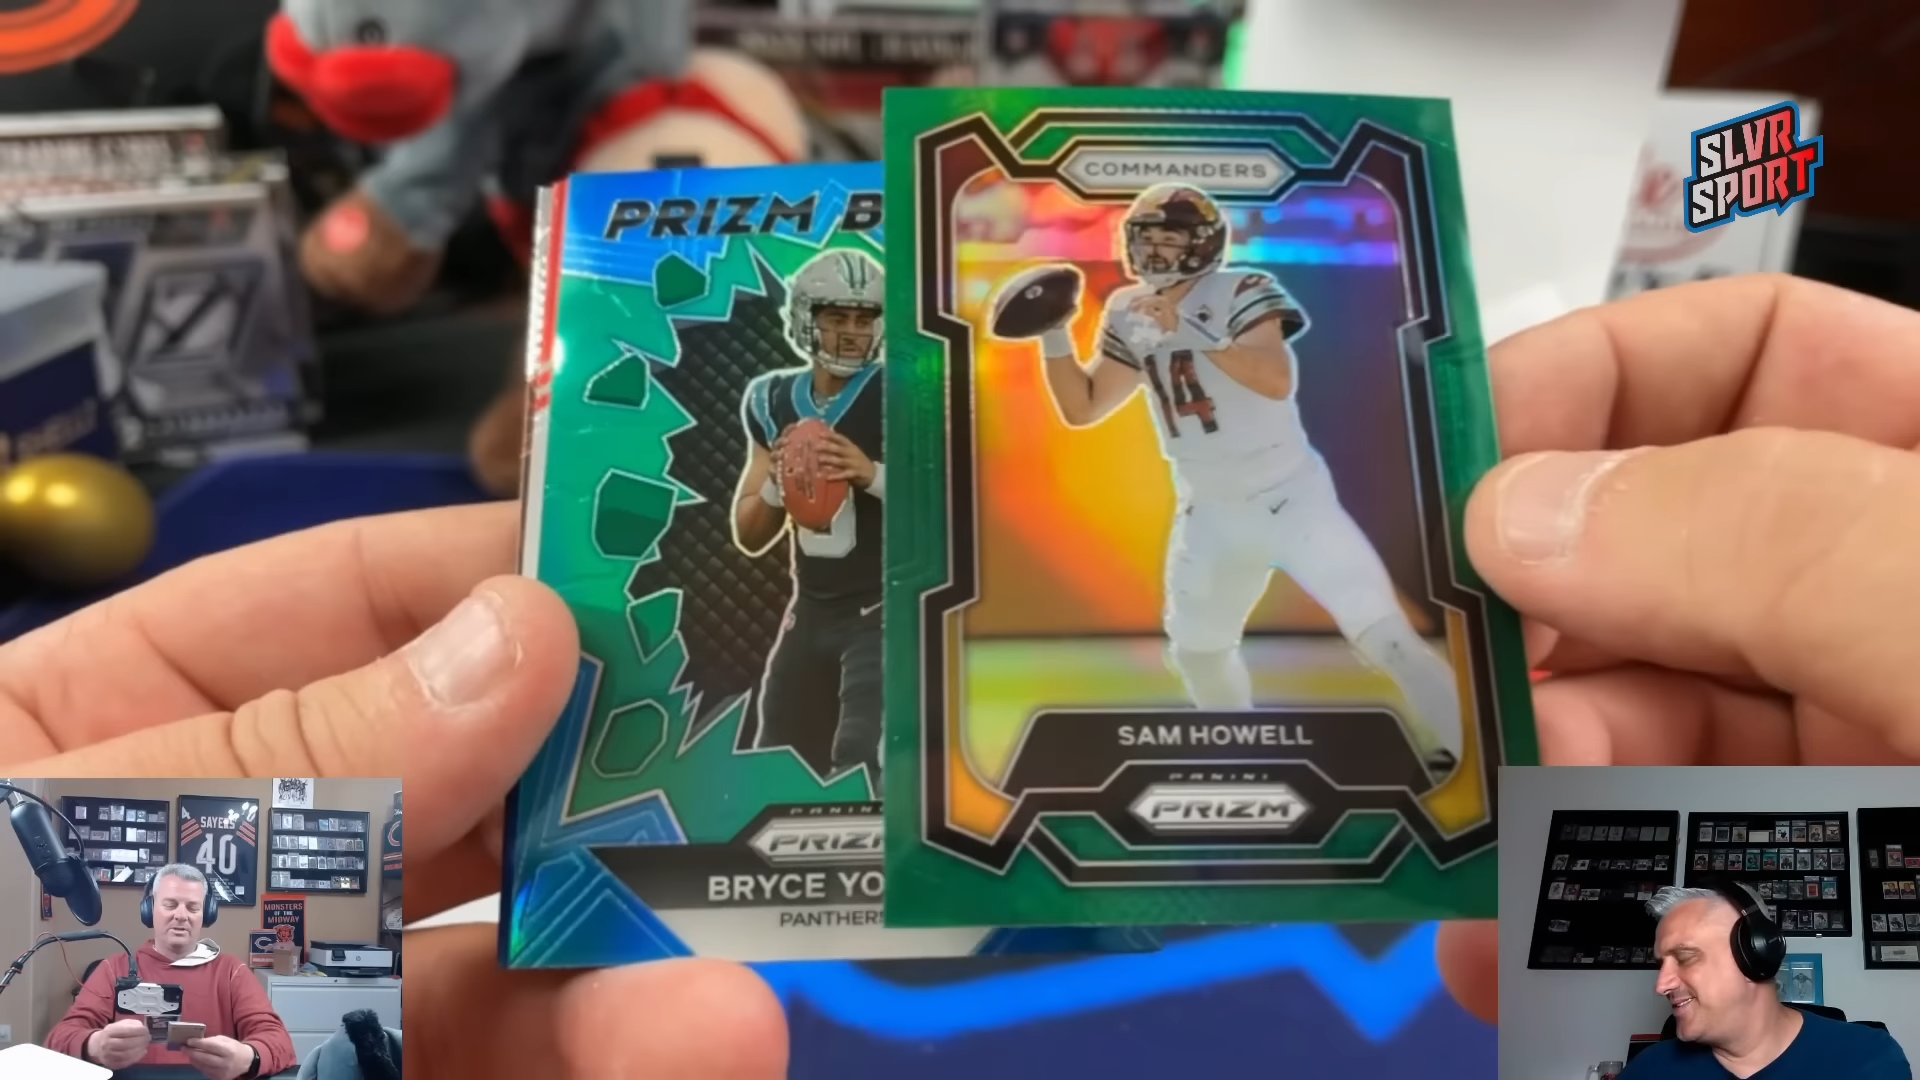 SLVR
SPORT
PRIZM B
COMMANDERS
14
SAM HOWELL
PANINI
PRIZM
PANINI
PRIZM
BRYCE YO
PANTHERS
SAYERS
40
MONSTERS
OF THE
MIDWAY